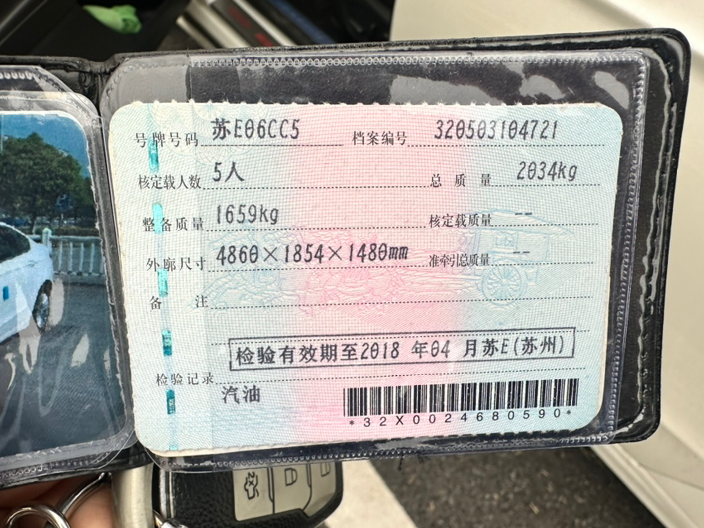 号牌号码 苏E06CC5 档案编号 320503104721
核定载人数 5人 总质量 2034kg
整备质量 1659kg 核定载质量 --
外廓尺寸 4860×1854×1480mm 准牵引总质量 --
备注
检验有效期至2018 年04 月苏E(苏州)
检验记录
汽油
*32X0024680590*